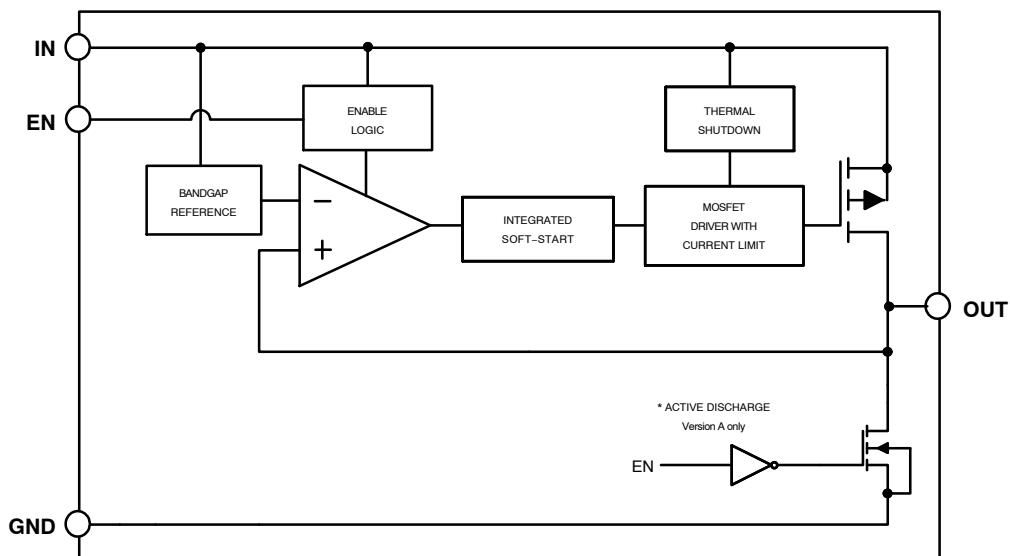 IN
EN
ENABLE
LOGIC
THERMAL
SHUTDOWN
BANDGAP
REFERENCE
−
+
INTEGRATED
SOFT−START
MOSFET
DRIVER WITH
CURRENT LIMIT
OUT
* ACTIVE DISCHARGE
Version A only
EN
GND